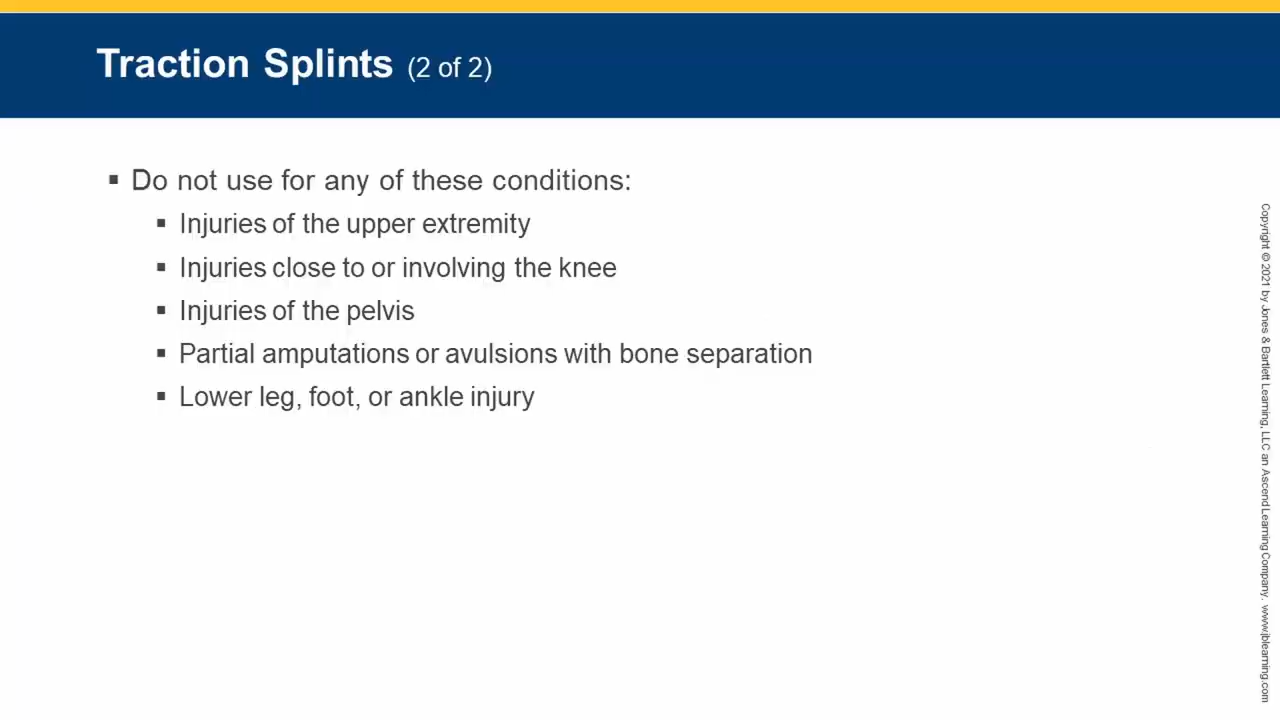 Traction Splints (2 of 2)
▪ Do not use for any of these conditions:
▪ Injuries of the upper extremity
▪ Injuries close to or involving the knee
▪ Injuries of the pelvis
▪ Partial amputations or avulsions with bone separation
▪ Lower leg, foot, or ankle injury
Copyright © 2021 by Jones & Bartlett Learning, LLC an Ascend Learning Company. www.jblearning.com